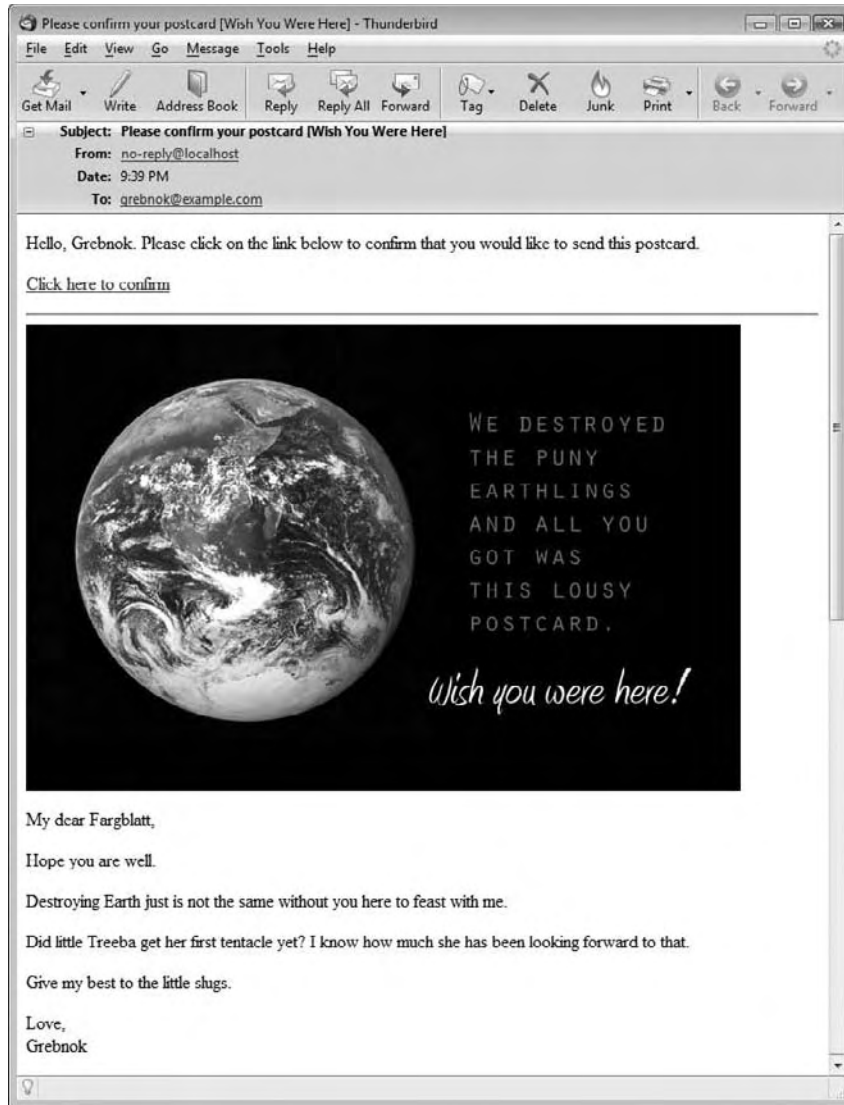 Please confirm your postcard [Wish You Were Here] - Thunderbird
File Edit View Go Message Tools Help
Get Mail Write Address Book Reply Reply All Forward Tag Delete Junk Print Back Forward
Subject: Please confirm your postcard [Wish You Were Here]
From: no-reply@localhost
Date: 9:39 PM
To: grebnok@example.com
Hello, Grebnok. Please click on the link below to confirm that you would like to send this postcard.
Click here to confirm
WE DESTROYED
THE PUNY
EARTHLINGS
AND ALL YOU
GOT WAS
THIS LOUSY
POSTCARD.
Wish you were here!
My dear Fargblatt,
Hope you are well.
Destroying Earth just is not the same without you here to feast with me.
Did little Treeba get her first tentacle yet? I know how much she has been looking forward to that.
Give my best to the little slugs.
Love,
Grebnok